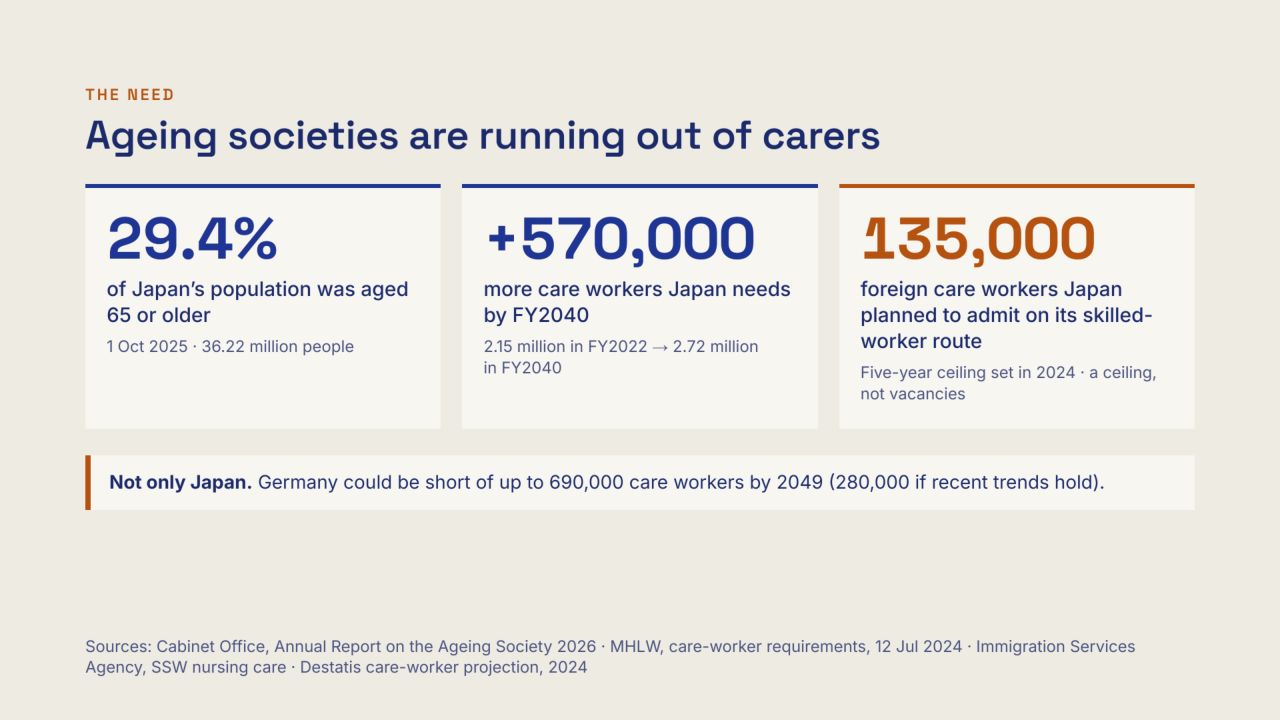 THE NEED
Ageing societies are running out of carers
29.4%
of Japan’s population was aged
65 or older
1 Oct 2025 · 36.22 million people
+570,000
more care workers Japan needs
by FY2040
2.15 million in FY2022 → 2.72 million
in FY2040
135,000
foreign care workers Japan
planned to admit on its skilled-
worker route
Five-year ceiling set in 2024 · a ceiling,
not vacancies
Not only Japan. Germany could be short of up to 690,000 care workers by 2049 (280,000 if recent trends hold).
Sources: Cabinet Office, Annual Report on the Ageing Society 2026 · MHLW, care-worker requirements, 12 Jul 2024 · Immigration Services
Agency, SSW nursing care · Destatis care-worker projection, 2024